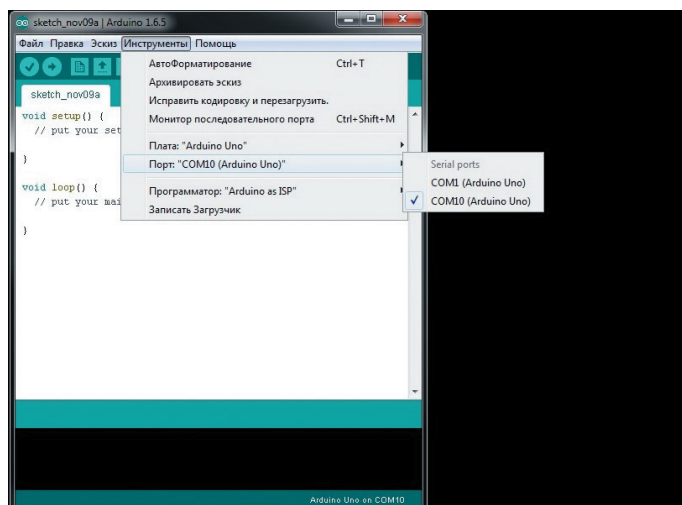 sketch_nov09a | Arduino 1.6.5
Файл Правка Эскиз Инструменты Помощь
АвтоФорматирование Ctrl+T
Архивировать эскиз
sketch_nov09a
Исправить кодировку и перезагрузить.
void setup() {
Монитор последовательного порта Ctrl+Shift+M
// put your set
Плата: "Arduino Uno"
}
Порт: "COM10 (Arduino Uno)"
Serial ports
COM1 (Arduino Uno)
void loop() {
Программатор: "Arduino as ISP"
COM10 (Arduino Uno)
// put your mai
Записать Загрузчик
}
Arduino Uno on COM10